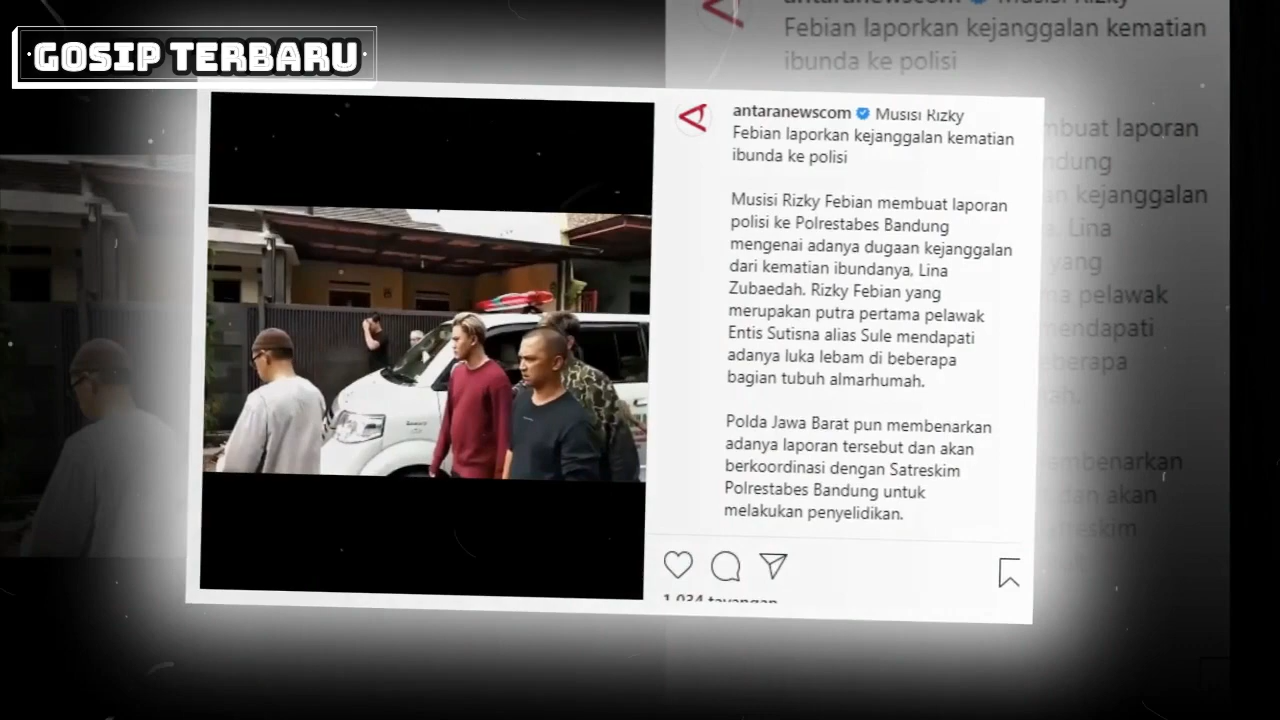 GOSIP TERBARU
Febian laporkan kejanggalan kematian
ibunda ke polisi
antaranewscom Musisi Rizky
Febian laporkan kejanggalan kematian
ibunda ke polisi
Musisi Rizky Febian membuat laporan
polisi ke Polrestabes Bandung
mengenai adanya dugaan kejanggalan
dari kematian ibundanya, Lina
Zubaedah. Rizky Febian yang
merupakan putra pertama pelawak
Entis Sutisna alias Sule mendapati
adanya luka lebam di beberapa
bagian tubuh almarhumah.
Polda Jawa Barat pun membenarkan
adanya laporan tersebut dan akan
berkoordinasi dengan Satreskim
Polrestabes Bandung untuk
melakukan penyelidikan.
1.034 tayangan